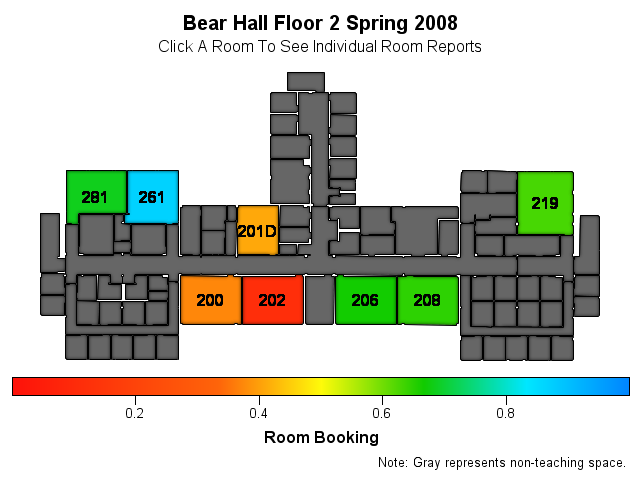 Bear Hall Floor 2 Spring 2008
Click A Room To See Individual Room Reports
281 261 219
201D
200 202 206 208
0.2 0.4 0.6 0.8
Room Booking
Note: Gray represents non-teaching space.